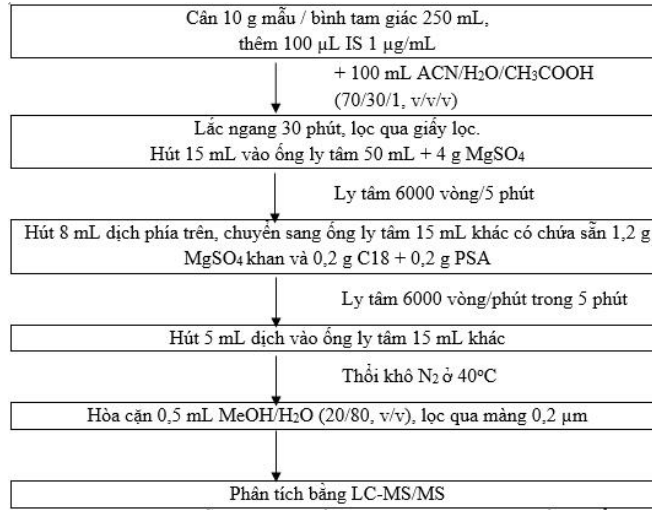 Cân 10 g mẫu / bình tam giác 250 mL,
thêm 100 µL IS 1 µg/mL
+ 100 mL ACN/H₂O/CH₃COOH
(70/30/1, v/v/v)
Lắc ngang 30 phút, lọc qua giấy lọc.
Hút 15 mL vào ống ly tâm 50 mL + 4 g MgSO₄
Ly tâm 6000 vòng/5 phút
Hút 8 mL dịch phía trên, chuyển sang ống ly tâm 15 mL khác có chứa sẵn 1,2 g
MgSO₄ khan và 0,2 g C18 + 0,2 g PSA
Ly tâm 6000 vòng/phút trong 5 phút
Hút 5 mL dịch vào ống ly tâm 15 mL khác
Thổi khô N₂ ở 40°C
Hòa cặn 0,5 mL MeOH/H₂O (20/80, v/v), lọc qua màng 0,2 µm
Phân tích bằng LC-MS/MS